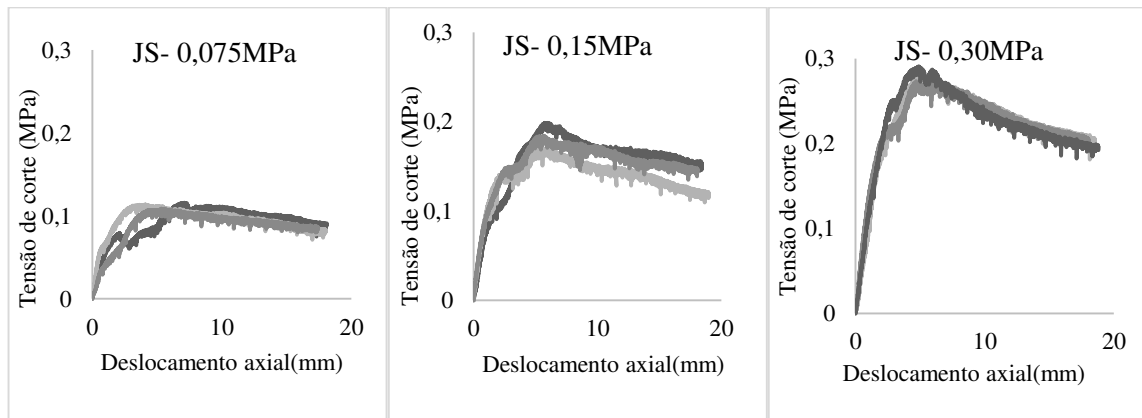 JS- 0,075MPa
Tensão de corte (MPa)
0,3
0,2
0,1
0
0
10
20
Deslocamento axial(mm)
JS- 0,15MPa
Tensão de corte (MPa)
0,3
0,2
0,1
0
0
10
20
Deslocamento axial(mm)
JS- 0,30MPa
Tensão de corte (MPa)
0,3
0,2
0,1
0
0
10
20
Deslocamento axial(mm)